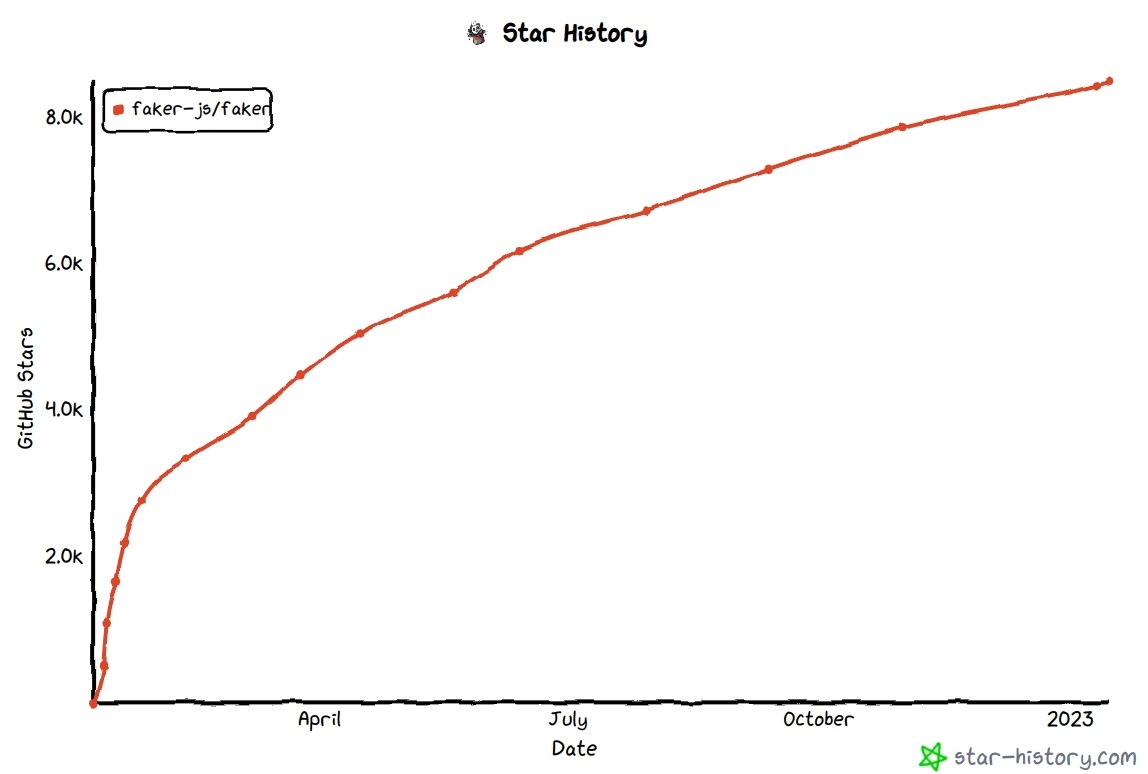 Star History
faker-js/faker
8.0k
6.0k
4.0k
2.0k
GitHub Stars
April July October 2023
Date
star-history.com